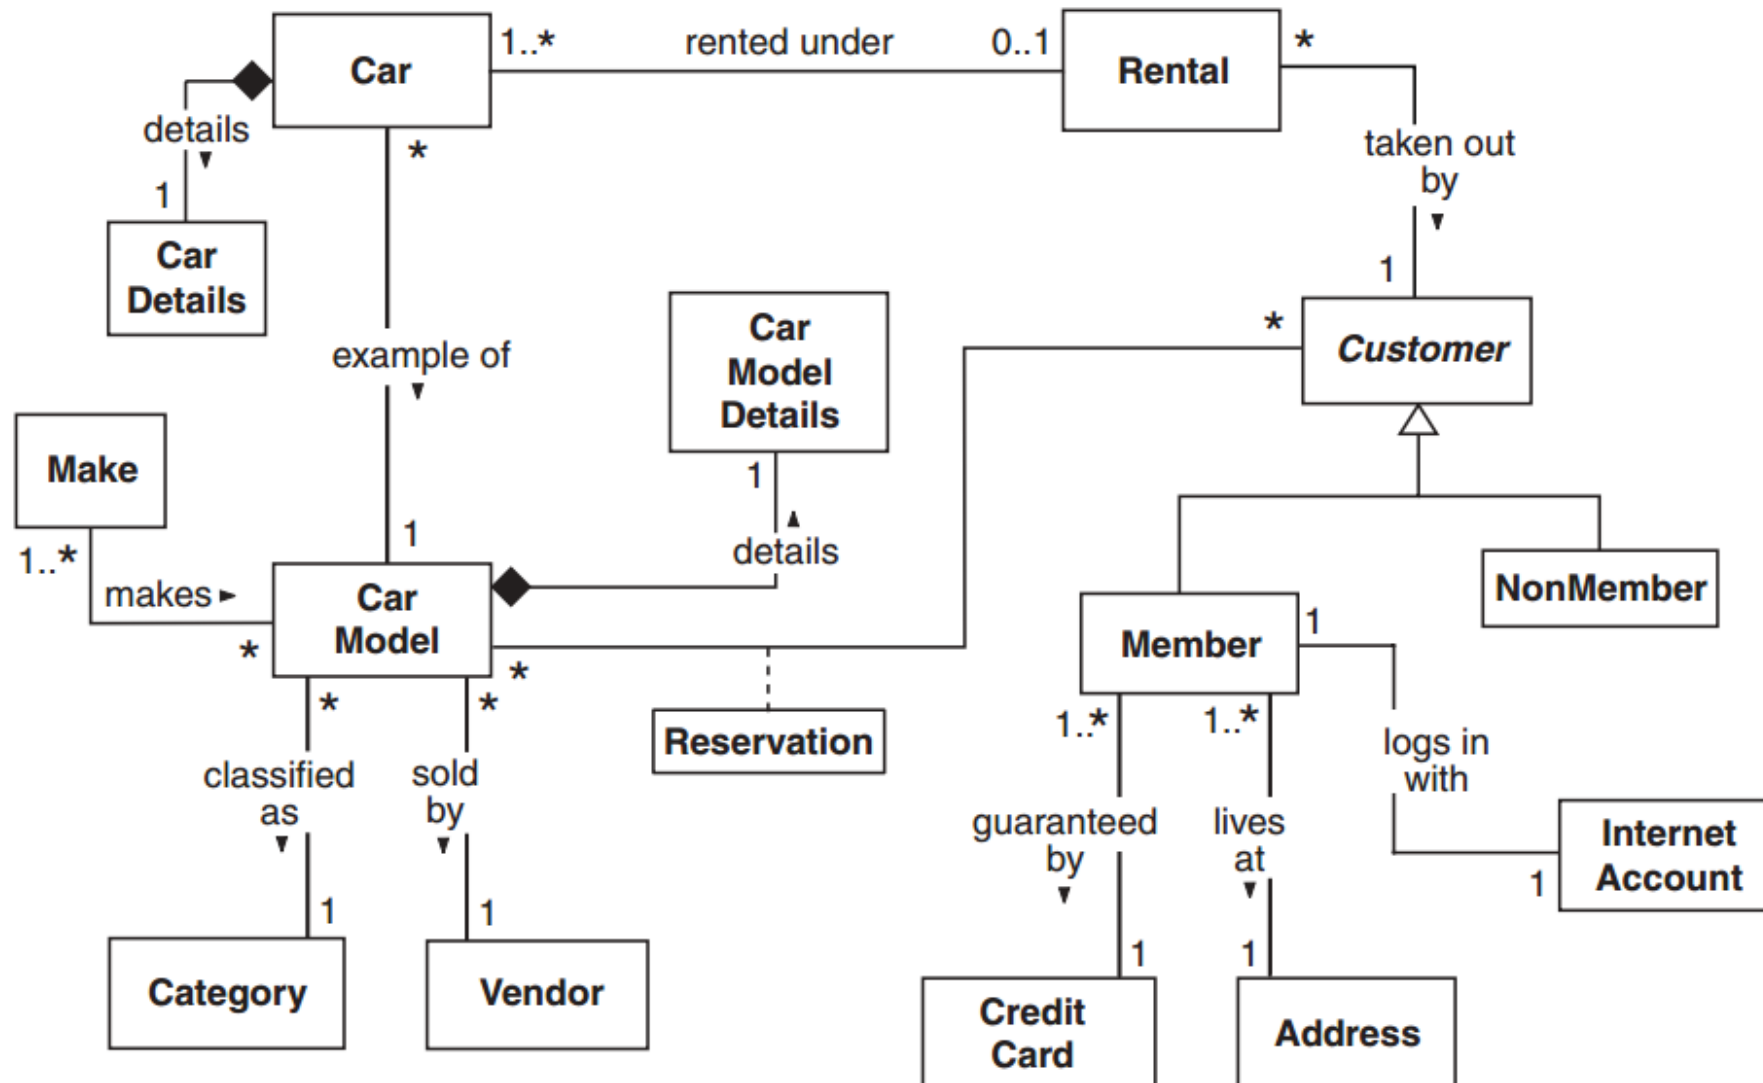 Car
1..*
rented under
0..1
Rental
*
details
1
Car
Details
*
taken out
by
1
example of
Car
Model
Details
1
*
Customer
Make
1..*
makes
*
1
Car
Model
details
*
Reservation
NonMember
Member
1
1..*
1..*
logs in
with
*
*
classified
as
sold
by
guaranteed
by
lives
at
Internet
Account
1
1
1
1
1
Category
Vendor
Credit
Card
Address